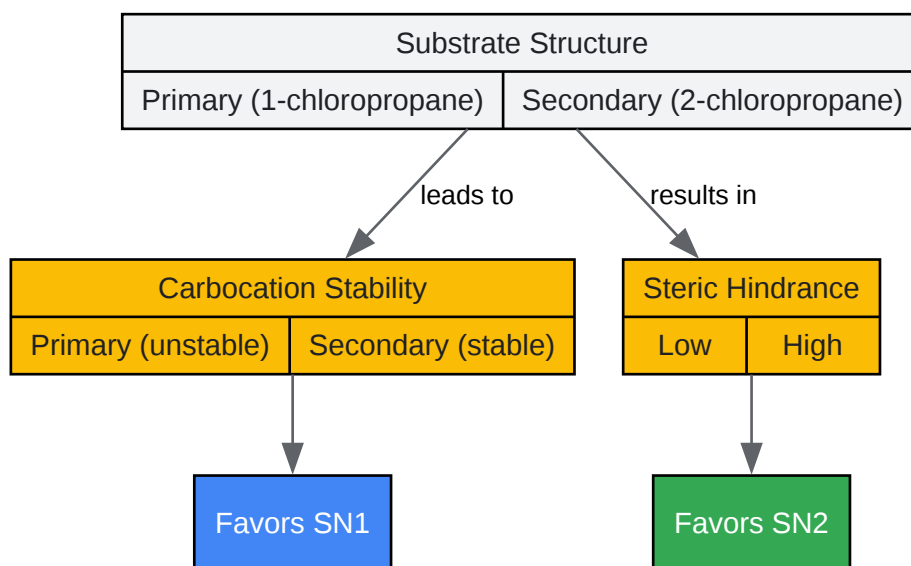 Substrate Structure
Primary (1-chloropropane) Secondary (2-chloropropane)
leads to results in
Carbocation Stability Steric Hindrance
Primary (unstable) Secondary (stable) Low High
Favors SN1 Favors SN2